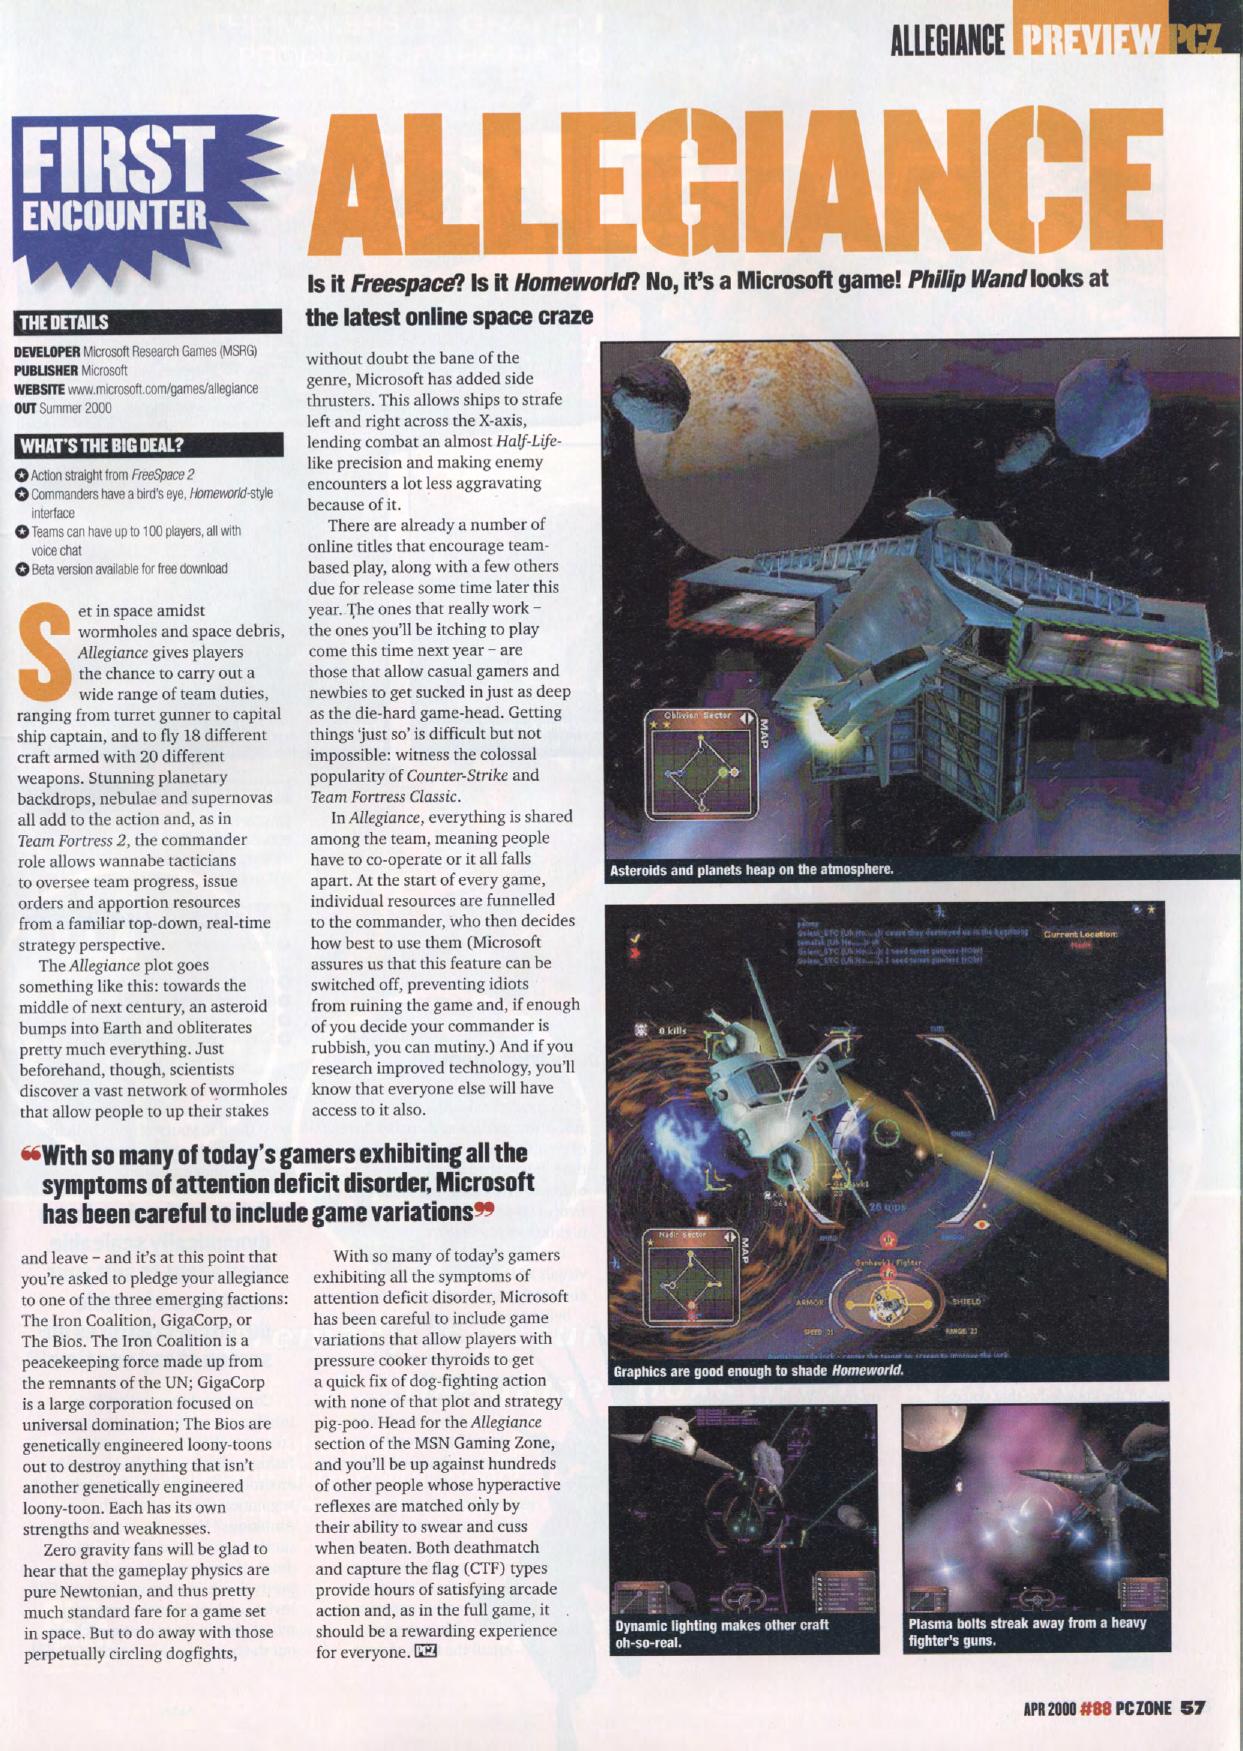 ALLEGIANCE PREVIEW PCZ
FIRST
ENCOUNTER
ALLEGIANCE
Is it Freespace? Is it Homeworld? No, it's a Microsoft game! Philip Wand looks at
the latest online space craze
THE DETAILS
DEVELOPER Microsoft Research Games (MSRG)
PUBLISHER Microsoft
WEBSITE www.microsoft.com/games/allegiance
OUT Summer 2000
WHAT'S THE BIG DEAL?
Action straight from FreeSpace 2
Commanders have a bird's eye, Homeworld-style
interface
Teams can have up to 100 players, all with
voice chat
Beta version available for free download
Set in space amidst
wormholes and space debris,
Allegiance gives players
the chance to carry out a
wide range of team duties,
ranging from turret gunner to capital
ship captain, and to fly 18 different
craft armed with 20 different
weapons. Stunning planetary
backdrops, nebulae and supernovas
all add to the action and, as in
Team Fortress 2, the commander
role allows wannabe tacticians
to oversee team progress, issue
orders and apportion resources
from a familiar top-down, real-time
strategy perspective.
The Allegiance plot goes
something like this: towards the
middle of next century, an asteroid
bumps into Earth and obliterates
pretty much everything. Just
beforehand, though, scientists
discover a vast network of wormholes
that allow people to up their stakes
and leave – and it's at this point that
you're asked to pledge your allegiance
to one of the three emerging factions:
The Iron Coalition, GigaCorp, or
The Bios. The Iron Coalition is a
peacekeeping force made up from
the remnants of the UN; GigaCorp
is a large corporation focused on
universal domination; The Bios are
genetically engineered loony-toons
out to destroy anything that isn't
another genetically engineered
loony-toon. Each has its own
strengths and weaknesses.
Zero gravity fans will be glad to
hear that the gameplay physics are
pure Newtonian, and thus pretty
much standard fare for a game set
in space. But to do away with those
perpetually circling dogfights,
without doubt the bane of the
genre, Microsoft has added side
thrusters. This allows ships to strafe
left and right across the X-axis,
lending combat an almost Half-Life-
like precision and making enemy
encounters a lot less aggravating
because of it.
There are already a number of
online titles that encourage team-
based play, along with a few others
due for release some time later this
year. The ones that really work –
the ones you'll be itching to play
come this time next year – are
those that allow casual gamers and
newbies to get sucked in just as deep
as the die-hard game-head. Getting
things 'just so' is difficult but not
impossible: witness the colossal
popularity of Counter-Strike and
Team Fortress Classic.
In Allegiance, everything is shared
among the team, meaning people
have to co-operate or it all falls
apart. At the start of every game,
individual resources are funnelled
to the commander, who then decides
how best to use them (Microsoft
assures us that this feature can be
switched off, preventing idiots
from ruining the game and, if enough
of you decide your commander is
rubbish, you can mutiny.) And if you
research improved technology, you'll
know that everyone else will have
access to it also.
“With so many of today's gamers exhibiting all the
symptoms of attention deficit disorder, Microsoft
has been careful to include game variations”
With so many of today's gamers
exhibiting all the symptoms of
attention deficit disorder, Microsoft
has been careful to include game
variations that allow players with
pressure cooker thyroids to get
a quick fix of dog-fighting action
with none of that plot and strategy
pig-poo. Head for the Allegiance
section of the MSN Gaming Zone,
and you'll be up against hundreds
of other people whose hyperactive
reflexes are matched only by
their ability to swear and cuss
when beaten. Both deathmatch
and capture the flag (CTF) types
provide hours of satisfying arcade
action and, as in the full game, it
should be a rewarding experience
for everyone. PCZ
Oblivion Sector
MAP
Asteroids and planets heap on the atmosphere.
Current Location:
Nadir
0 kills
SHIELD
Nadir Sector
MAP
26 mps
Gunhawk1 Fighter
ARMOR
SHIELD
SPEED 21
RANGE 23
Graphics are good enough to shade Homeworld.
Dynamic lighting makes other craft
oh-so-real.
Plasma bolts streak away from a heavy
fighter's guns.
APR 2000 #88 PC ZONE 57